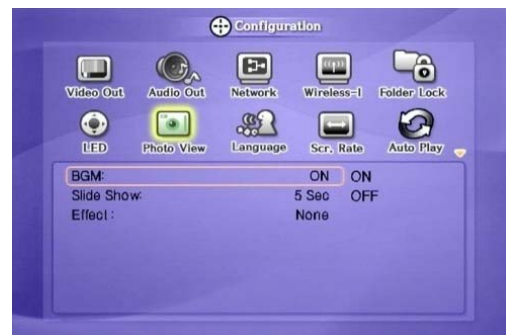 Configuration
Video Out Audio Out Network Wireless-I Folder Lock
LED Photo View Language Scr. Rate Auto Play
BGM: ON ON
Slide Show: 5 Sec OFF
Effect: None